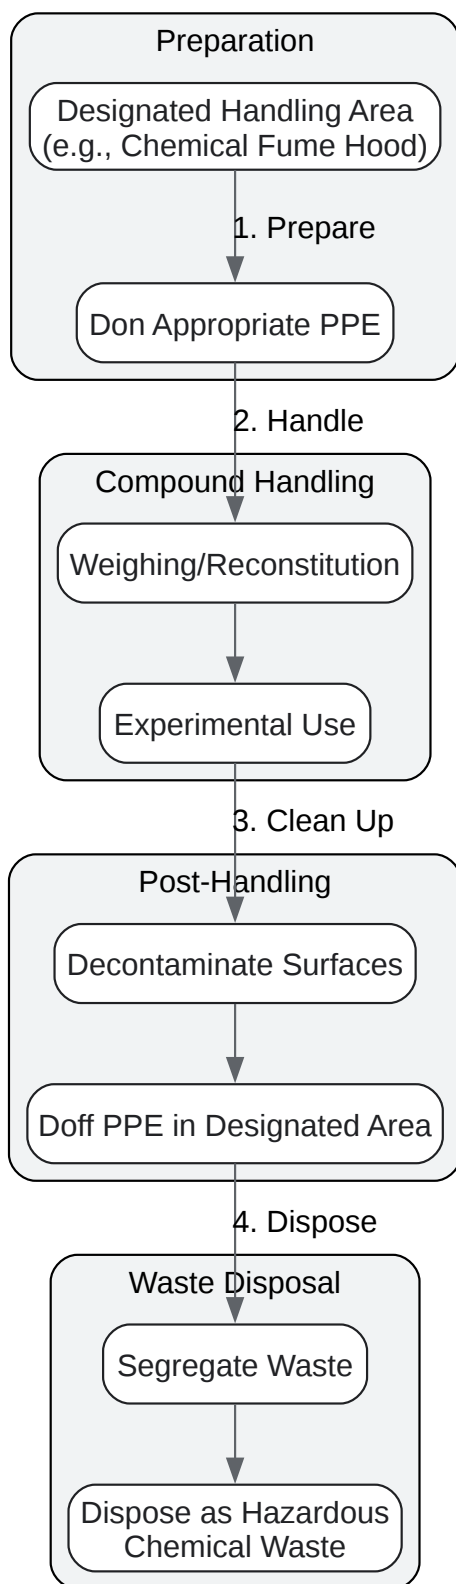 Preparation
Designated Handling Area
(e.g., Chemical Fume Hood)
1. Prepare
Don Appropriate PPE
2. Handle
Compound Handling
Weighing/Reconstitution
Experimental Use
3. Clean Up
Post-Handling
Decontaminate Surfaces
Doff PPE in Designated Area
4. Dispose
Waste Disposal
Segregate Waste
Dispose as Hazardous
Chemical Waste